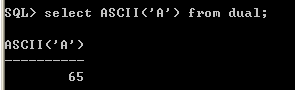 SQL> select ASCII('A') from dual;
ASCII('A')
----------
65